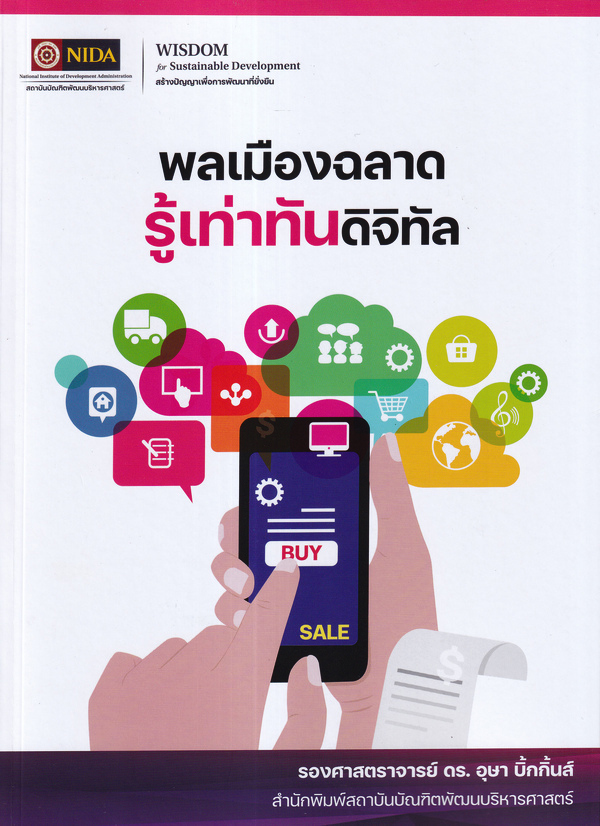 NIDA
National Institute of Development Administration
สถาบันบัณฑิตพัฒนบริหารศาสตร์
WISDOM
for Sustainable Development
สร้างปัญญาเพื่อการพัฒนาที่ยั่งยืน
พลเมืองฉลาด
รู้เท่าทันดิจิทัล
$
BUY
SALE
$
รองศาสตราจารย์ ดร. อุษา บิ้กกิ้นส์
สำนักพิมพ์สถาบันบัณฑิตพัฒนบริหารศาสตร์